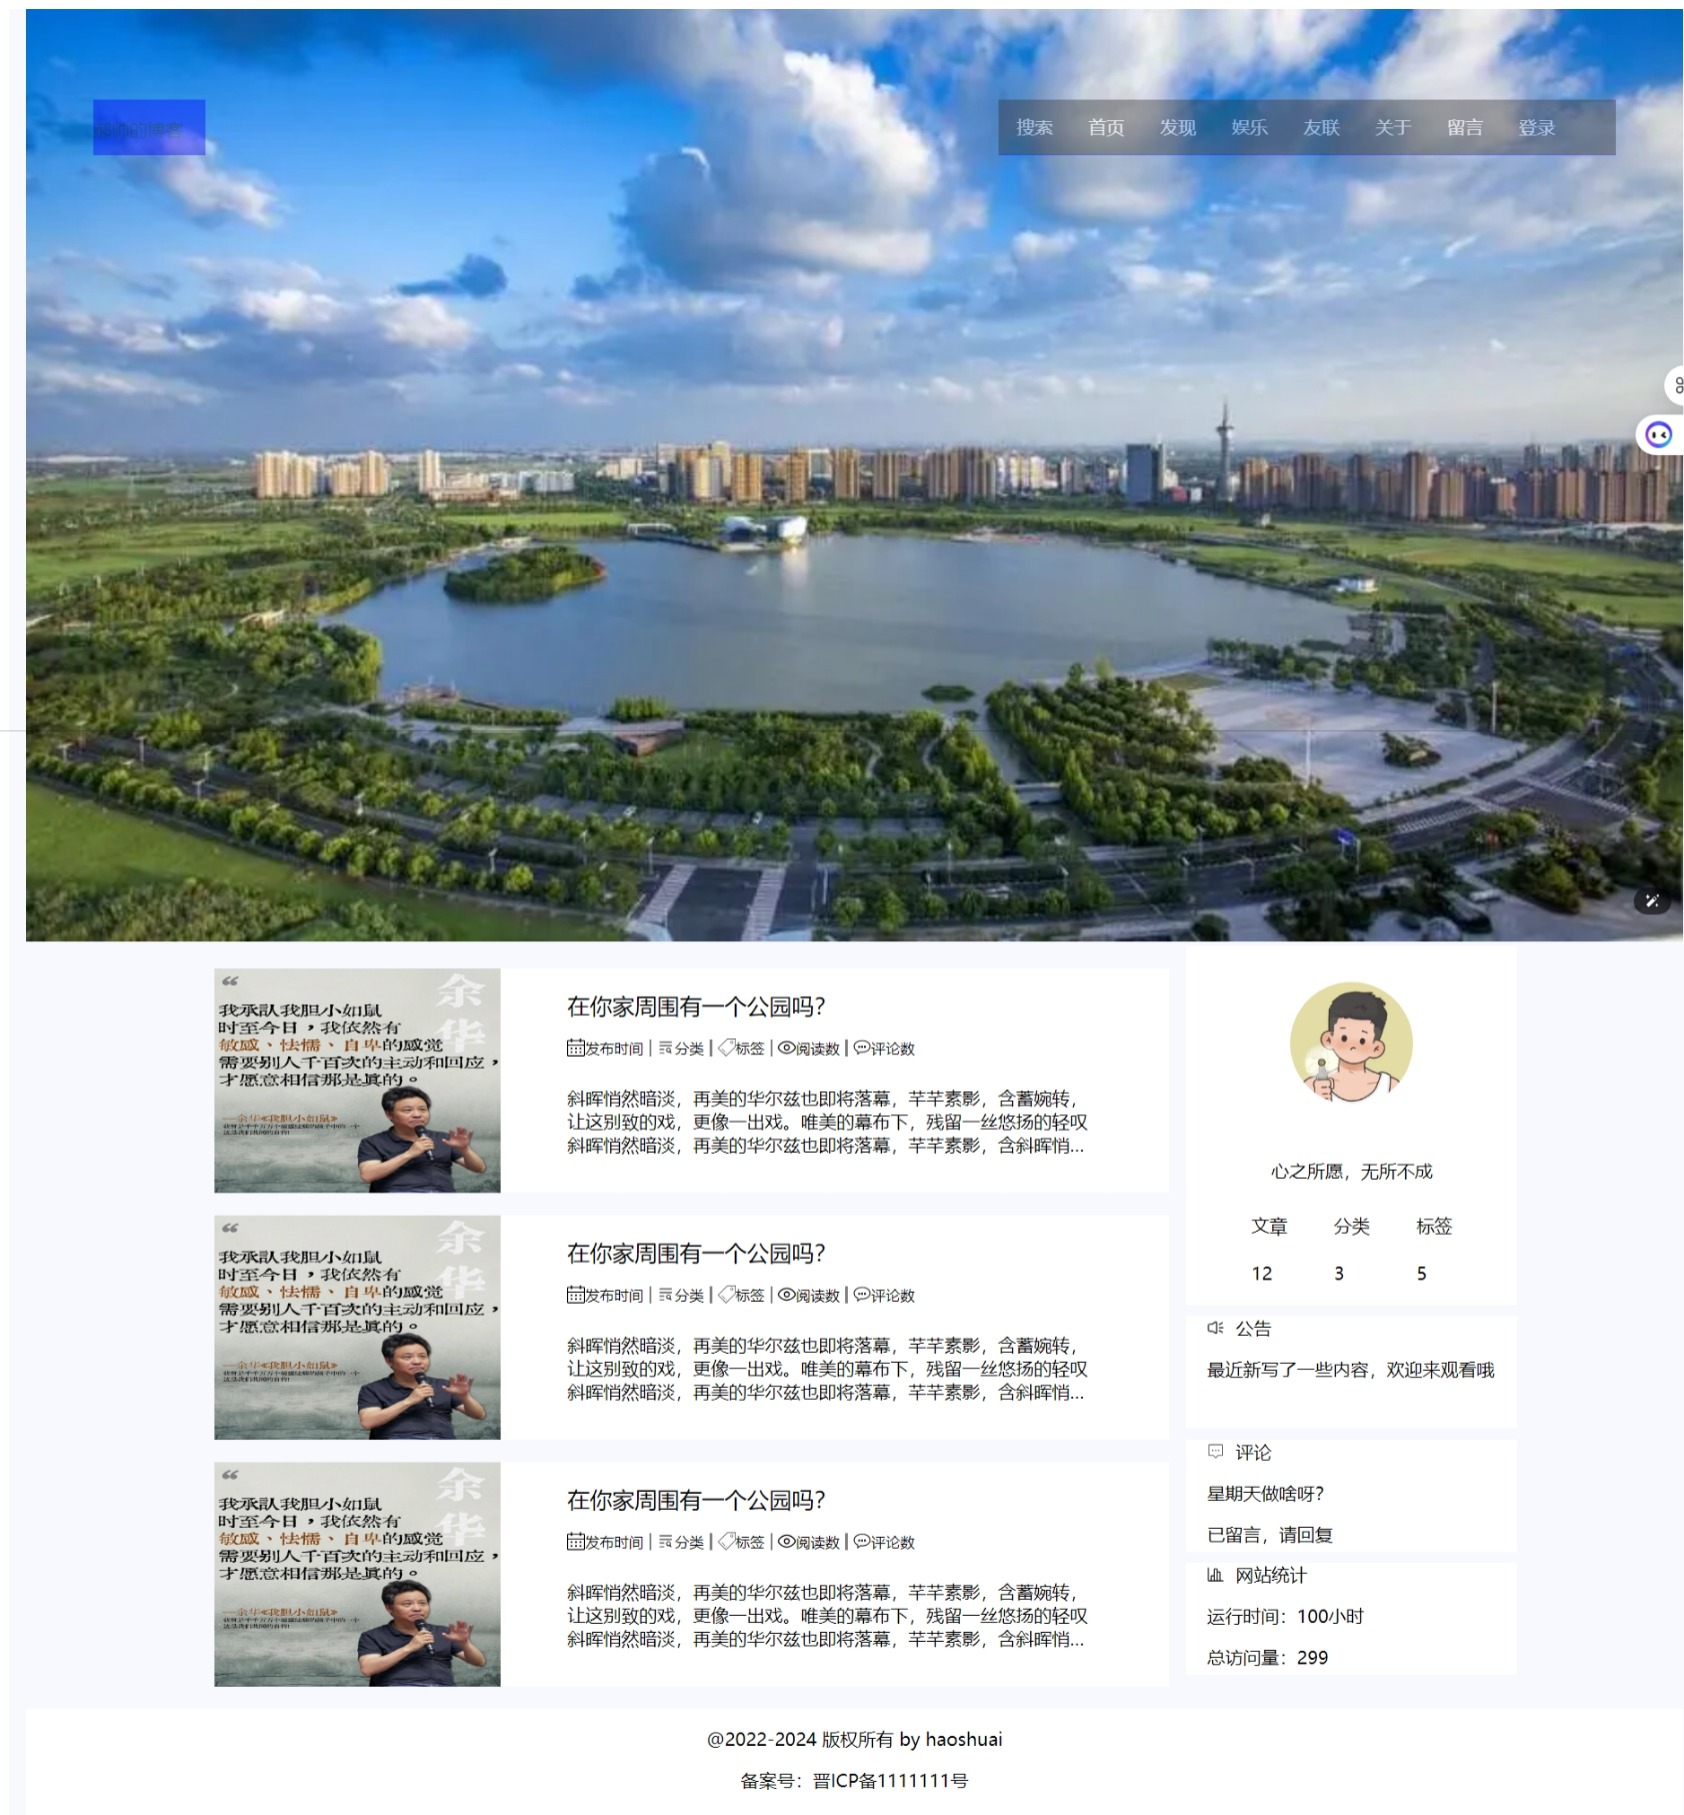 郝帅的博客
搜索 首页 发现 娱乐 友联 关于 留言 登录
余华
我承認我胆小如鼠
时至今日，我依然有
敏感、怯懦、自卑的感觉
需要别人千百次的主动和回应，
才愿意相信那是真的。
——余华《我胆小如鼠》
在你家周围有一个公园吗？
发布时间 | 分类 | 标签 | 阅读数 | 评论数
斜晖悄然暗淡，再美的华尔兹也即将落幕，芊芊素影，含蓄婉转，
让这别致的戏，更像一出戏。唯美的幕布下，残留一丝悠扬的轻叹
斜晖悄然暗淡，再美的华尔兹也即将落幕，芊芊素影，含斜晖悄...
余华
我承認我胆小如鼠
时至今日，我依然有
敏感、怯懦、自卑的感觉
需要别人千百次的主动和回应，
才愿意相信那是真的。
——余华《我胆小如鼠》
在你家周围有一个公园吗？
发布时间 | 分类 | 标签 | 阅读数 | 评论数
斜晖悄然暗淡，再美的华尔兹也即将落幕，芊芊素影，含蓄婉转，
让这别致的戏，更像一出戏。唯美的幕布下，残留一丝悠扬的轻叹
斜晖悄然暗淡，再美的华尔兹也即将落幕，芊芊素影，含斜晖悄...
余华
我承認我胆小如鼠
时至今日，我依然有
敏感、怯懦、自卑的感觉
需要别人千百次的主动和回应，
才愿意相信那是真的。
——余华《我胆小如鼠》
在你家周围有一个公园吗？
发布时间 | 分类 | 标签 | 阅读数 | 评论数
斜晖悄然暗淡，再美的华尔兹也即将落幕，芊芊素影，含蓄婉转，
让这别致的戏，更像一出戏。唯美的幕布下，残留一丝悠扬的轻叹
斜晖悄然暗淡，再美的华尔兹也即将落幕，芊芊素影，含斜晖悄...
心之所愿，无所不成
文章 分类 标签
12 3 5
公告
最近新写了一些内容，欢迎来观看哦
评论
星期天做啥呀？
已留言，请回复
网站统计
运行时间：100小时
总访问量：299
@2022-2024 版权所有 by haoshuai
备案号：晋ICP备1111111号